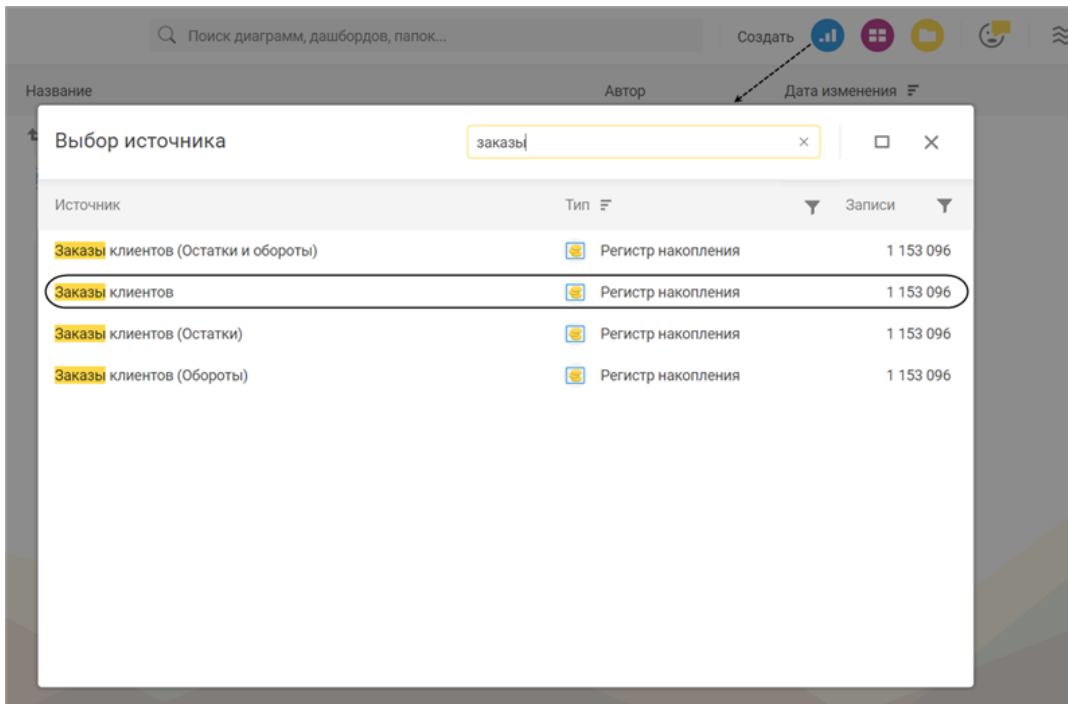 Поиск диаграмм, дашбордов, папок... Создать
Название Автор Дата изменения
Выбор источника заказы
Источник Тип Записи
Заказы клиентов (Остатки и обороты) Регистр накопления 1 153 096
Заказы клиентов Регистр накопления 1 153 096
Заказы клиентов (Остатки) Регистр накопления 1 153 096
Заказы клиентов (Обороты) Регистр накопления 1 153 096